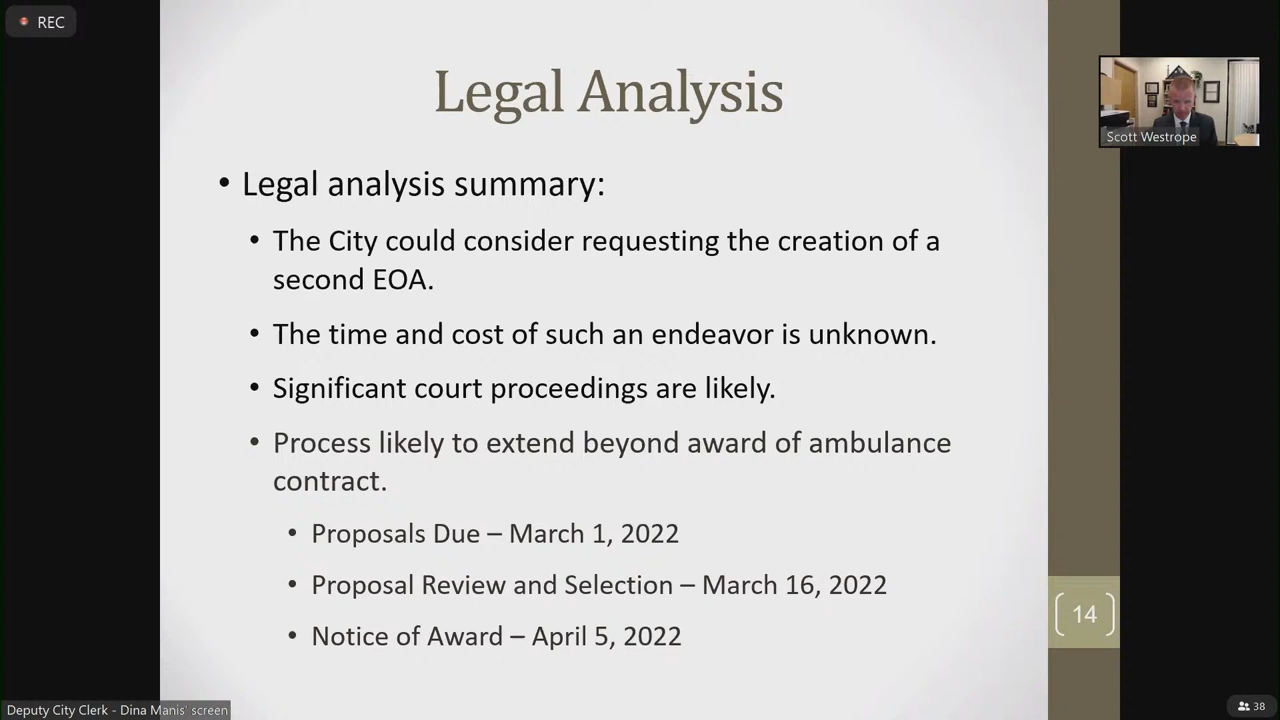 REC
Legal Analysis
Scott Westrope
• Legal analysis summary:
• The City could consider requesting the creation of a
second EOA.
• The time and cost of such an endeavor is unknown.
• Significant court proceedings are likely.
• Process likely to extend beyond award of ambulance
contract.
• Proposals Due – March 1, 2022
• Proposal Review and Selection – March 16, 2022
• Notice of Award – April 5, 2022
14
Deputy City Clerk - Dina Manis' screen
38